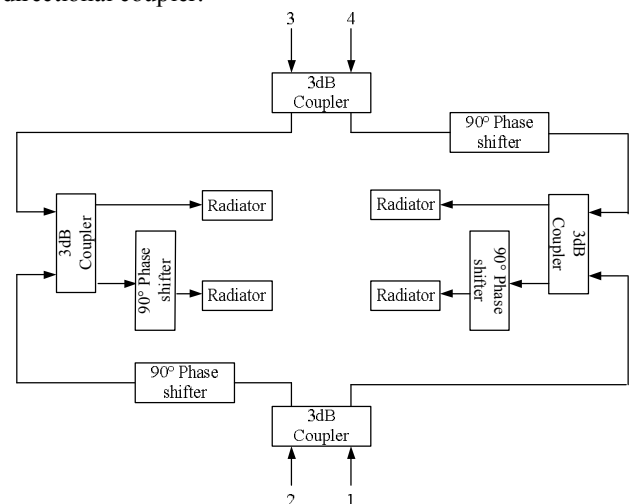 directional coupler.
3 4
3dB
Coupler
90° Phase
shifter
3dB
Coupler
Radiator
Radiator
3dB
Coupler
90° Phase
shifter
90° Phase
shifter
Radiator
Radiator
90° Phase
shifter
3dB
Coupler
2 1